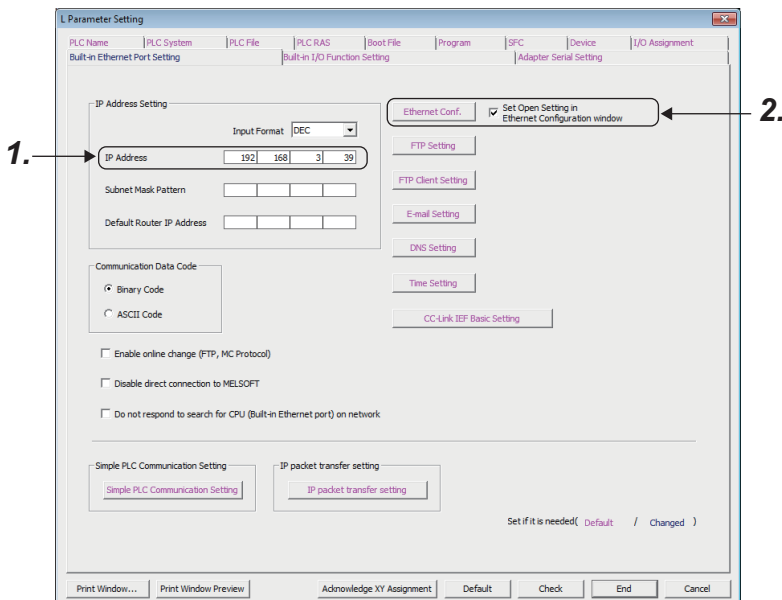 L Parameter Setting
PLC Name PLC System PLC File PLC RAS Boot File Program SFC Device I/O Assignment
Built-in Ethernet Port Setting Built-in I/O Function Setting Adapter Serial Setting
IP Address Setting
Input Format DEC
1. IP Address 192 168 3 39
Subnet Mask Pattern
Default Router IP Address
Ethernet Conf. Set Open Setting in
Ethernet Configuration window
2.
FTP Setting
FTP Client Setting
E-mail Setting
DNS Setting
Time Setting
CC-Link IEF Basic Setting
Communication Data Code
Binary Code
ASCII Code
Enable online change (FTP, MC Protocol)
Disable direct connection to MELSOFT
Do not respond to search for CPU (Built-in Ethernet port) on network
Simple PLC Communication Setting
Simple PLC Communication Setting
IP packet transfer setting
IP packet transfer setting
Set if it is needed( Default / Changed )
Print Window... Print Window Preview Acknowledge XY Assignment Default Check End Cancel